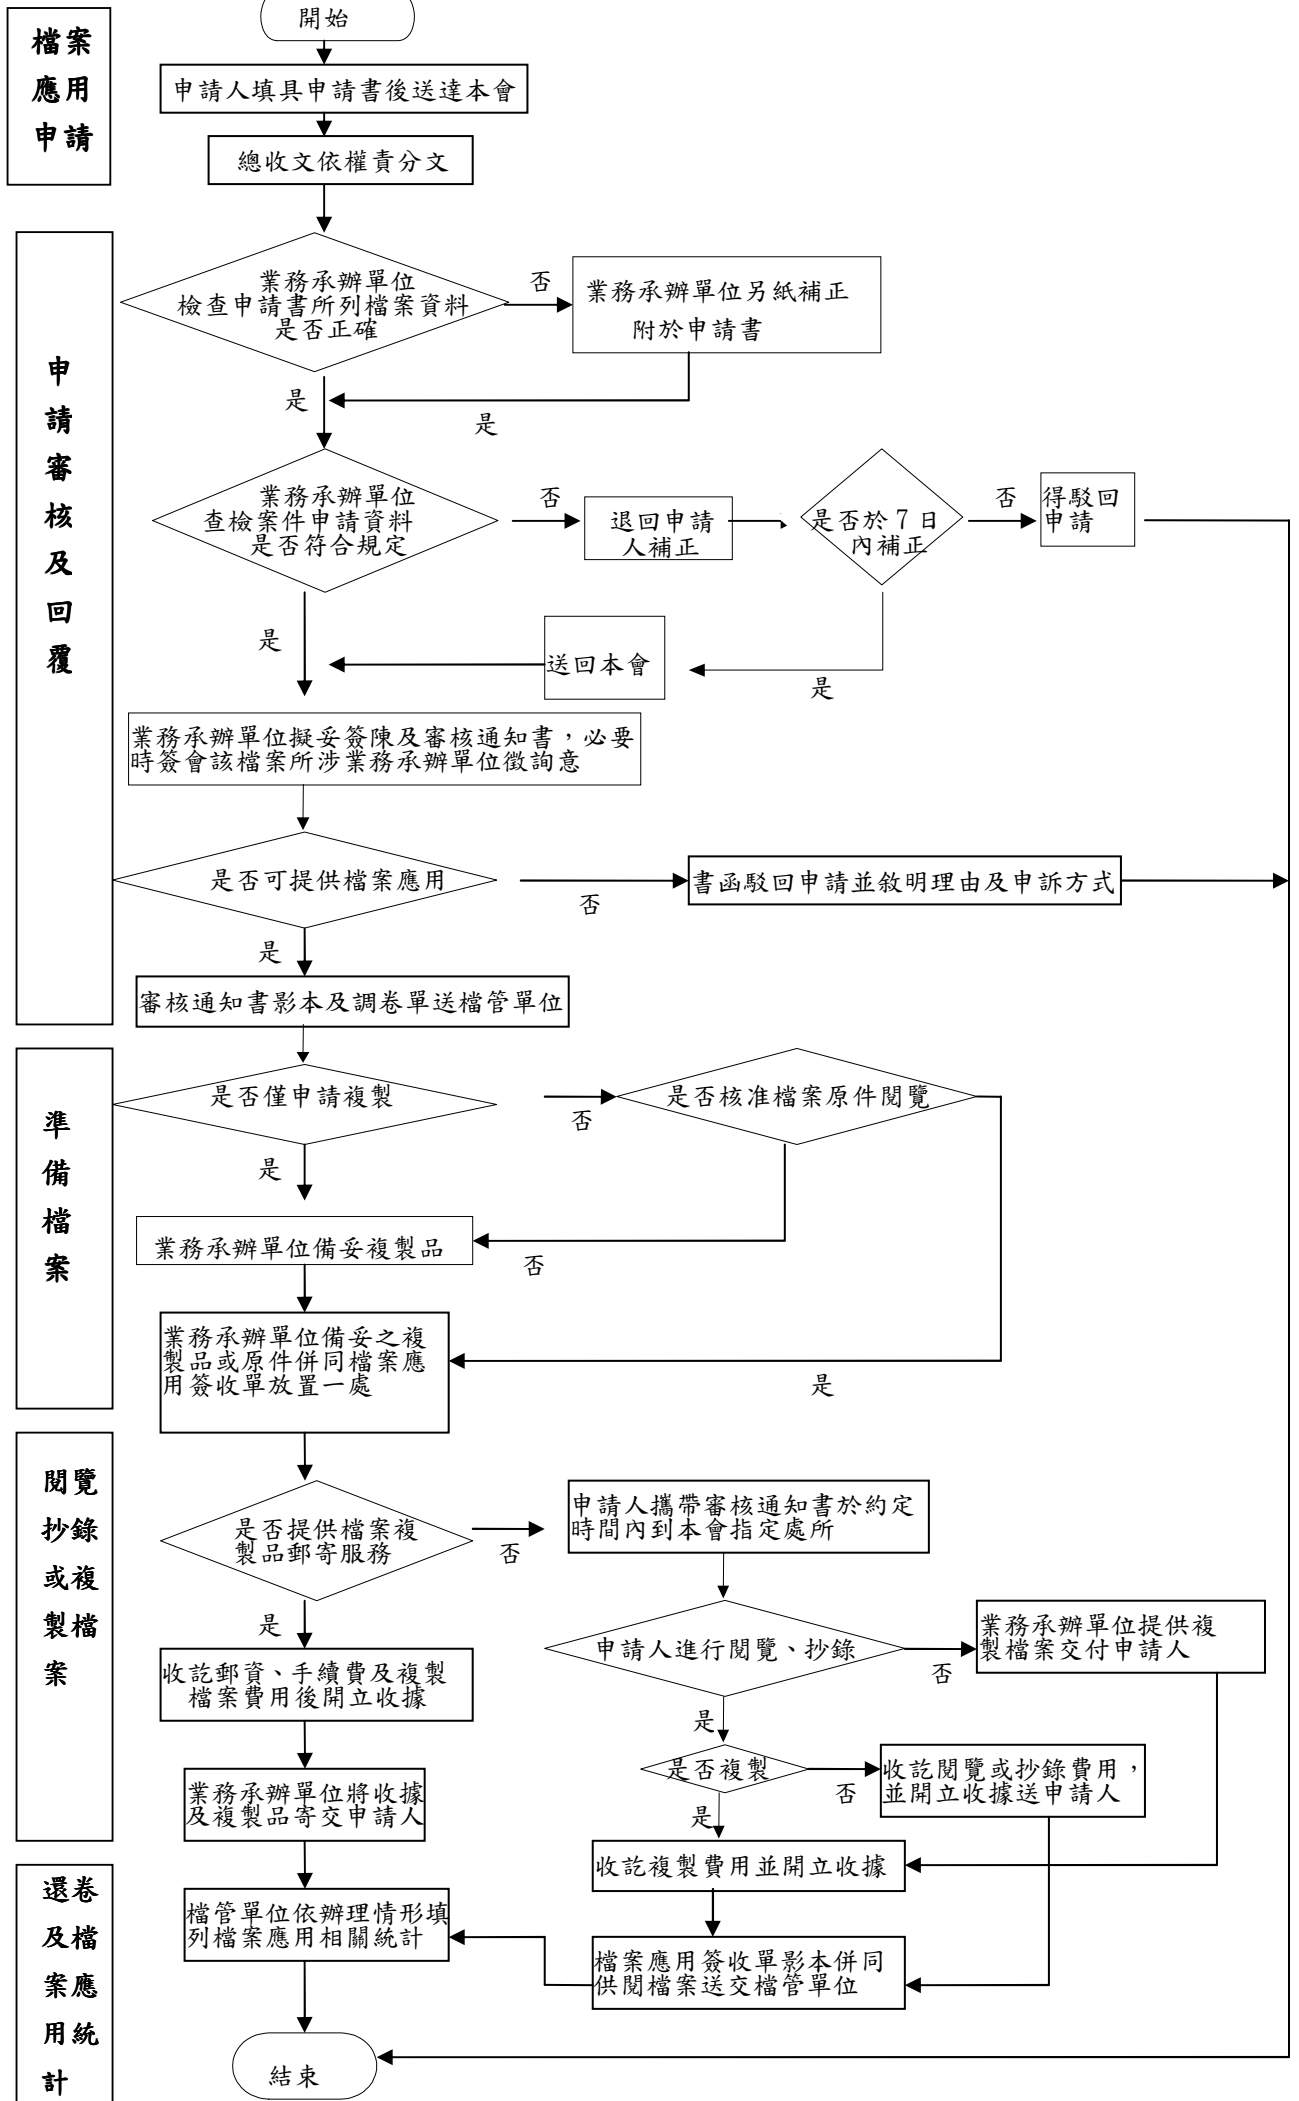 檔案
應用
申請
開始
申請人填具申請書後送達本會
總收文依權責分文
申
請
審
核
及
回
覆
業務承辦單位
檢查申請書所列檔案資料
是否正確
否
業務承辦單位另紙補正
附於申請書
是
是
業務承辦單位
查檢案件申請資料
是否符合規定
否
退回申請
人補正
是否於7日
內補正
否
得駁回
申請
是
送回本會
是
業務承辦單位擬妥簽陳及審核通知書，必要
時簽會該檔案所涉業務承辦單位徵詢意
是否可提供檔案應用
否
書函駁回申請並敘明理由及申訴方式
是
審核通知書影本及調卷單送檔管單位
準
備
檔
案
是否僅申請複製
否
是否核准檔案原件閱覽
是
業務承辦單位備妥複製品
否
業務承辦單位備妥之複
製品或原件併同檔案應
用簽收單放置一處
是
閱覽
抄錄
或複
製檔
案
是否提供檔案複
製品郵寄服務
否
申請人攜帶審核通知書於約定
時間內到本會指定處所
是
申請人進行閱覽、抄錄
否
業務承辦單位提供複
製檔案交付申請人
收訖郵資、手續費及複製
檔案費用後開立收據
是
是否複製
否
收訖閱覽或抄錄費用，
並開立收據送申請人
業務承辦單位將收據
及複製品寄交申請人
是
收訖複製費用並開立收據
還卷
及檔
案應
用統
計
檔管單位依辦理情形填
列檔案應用相關統計
檔案應用簽收單影本併同
供閱檔案送交檔管單位
結束